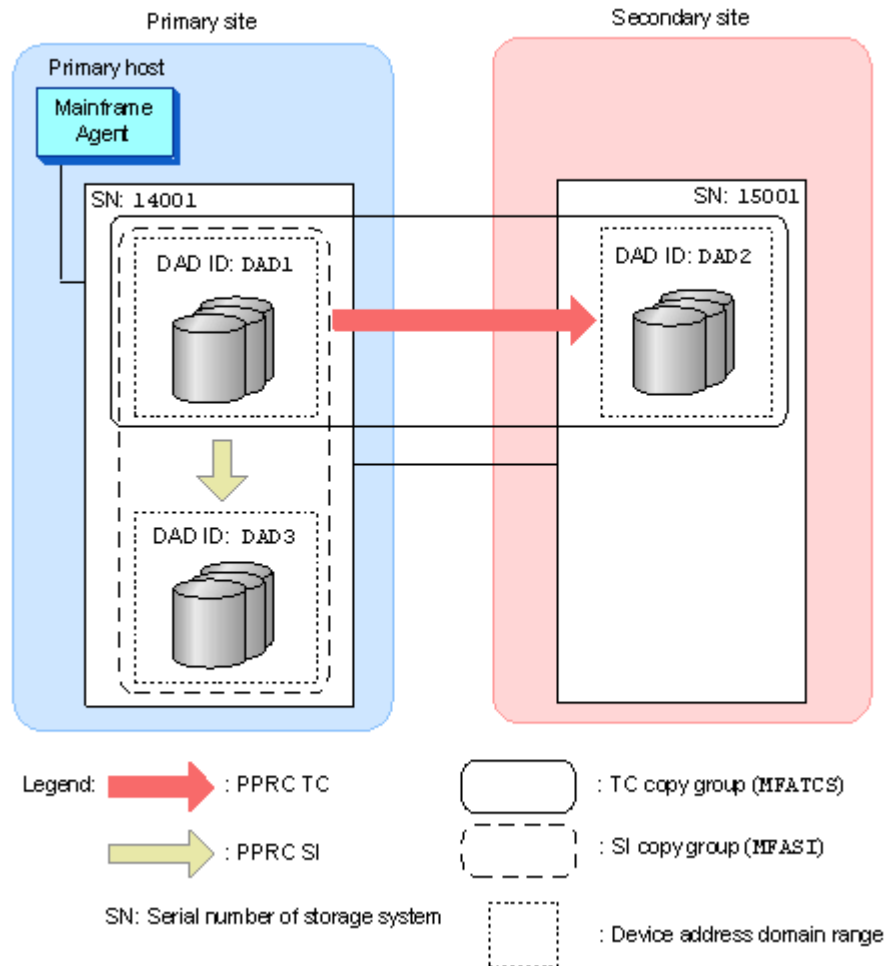 Primary site
Secondary site
Primary host
Mainframe
Agent
SN: 14001
SN: 15001
DAD ID: DAD1
DAD ID: DAD2
DAD ID: DAD3
Legend:
: PPRC TC
: TC copy group (MFATCS)
: PPRC SI
: SI copy group (MFASI)
SN: Serial number of storage system
: Device address domain range